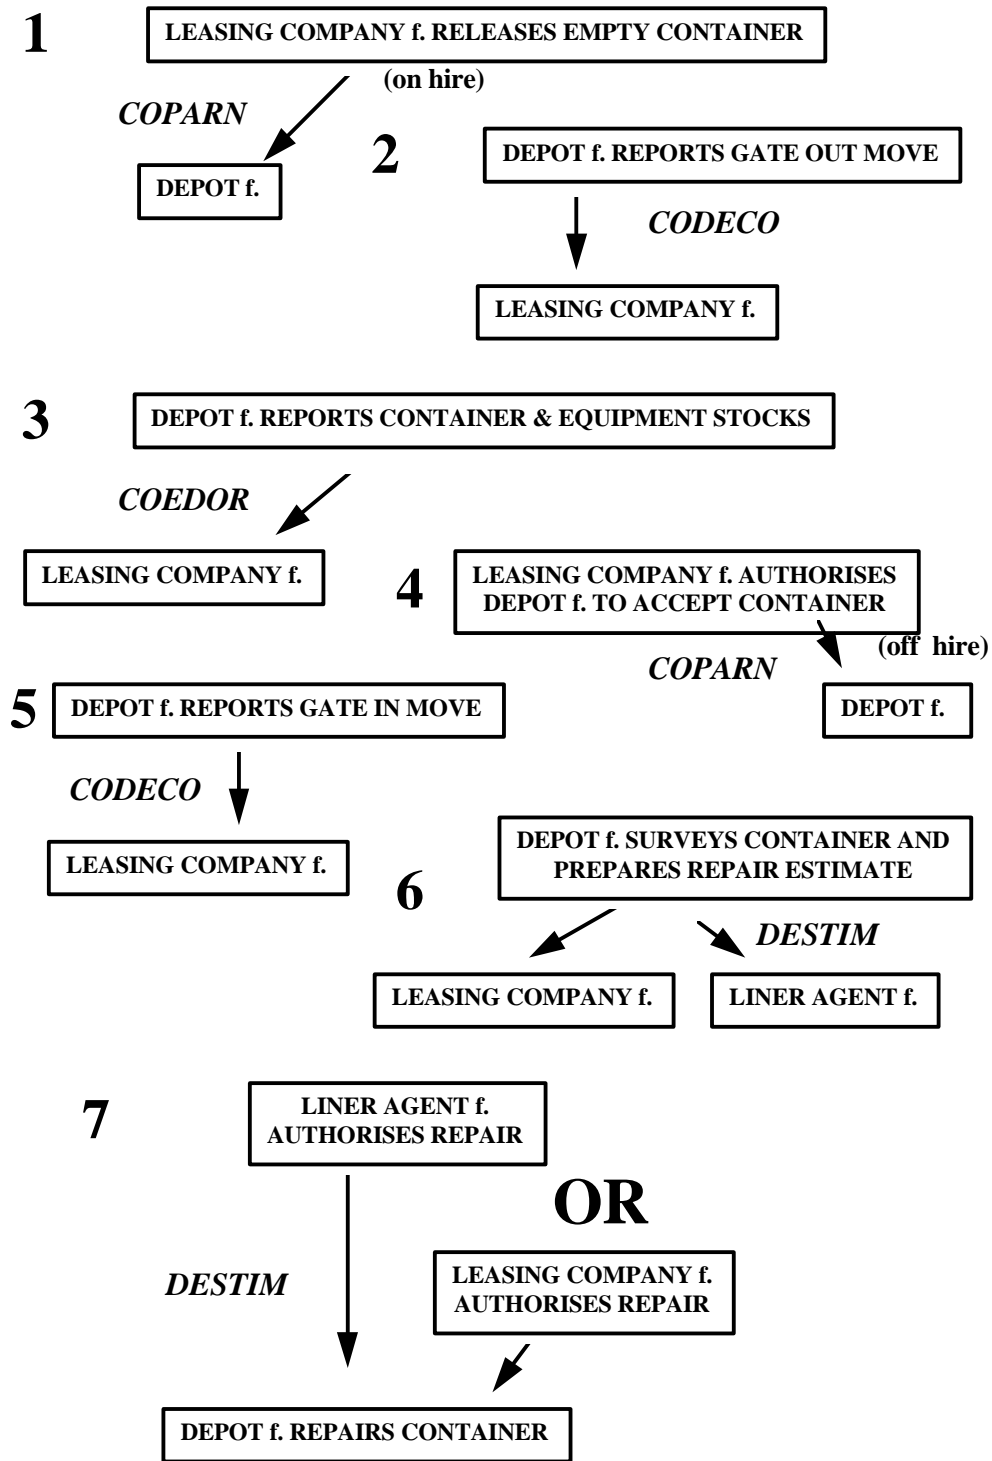 1
LEASING COMPANY f. RELEASES EMPTY CONTAINER
(on hire)
COPARN
DEPOT f.
2
DEPOT f. REPORTS GATE OUT MOVE
CODECO
LEASING COMPANY f.
3
DEPOT f. REPORTS CONTAINER & EQUIPMENT STOCKS
COEDOR
LEASING COMPANY f.
4
LEASING COMPANY f. AUTHORISES
DEPOT f. TO ACCEPT CONTAINER
(off hire)
COPARN
DEPOT f.
5
DEPOT f. REPORTS GATE IN MOVE
CODECO
LEASING COMPANY f.
6
DEPOT f. SURVEYS CONTAINER AND
PREPARES REPAIR ESTIMATE
DESTIM
LEASING COMPANY f.
LINER AGENT f.
7
LINER AGENT f.
AUTHORISES REPAIR
OR
DESTIM
LEASING COMPANY f.
AUTHORISES REPAIR
DEPOT f. REPAIRS CONTAINER